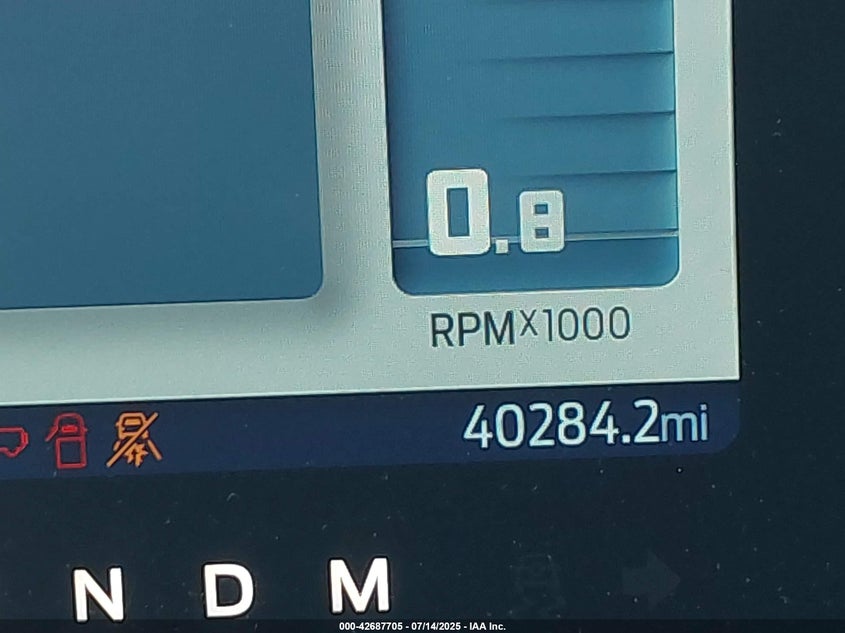 0.8
RPMX1000
40284.2mi
N D M
000-42687705 - 07/14/2025 - IAA Inc.